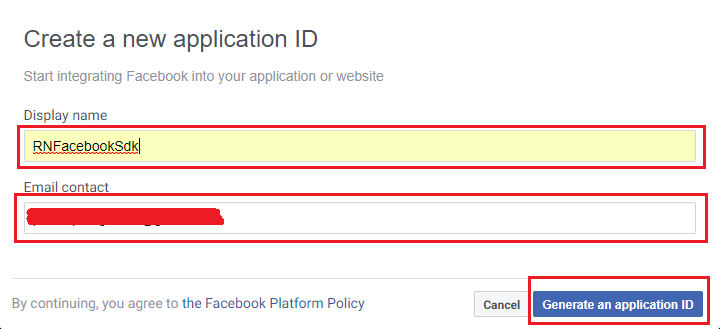 Create a new application ID
Start integrating Facebook into your application or website
Display name
RNFacebookSdk
Email contact
By continuing, you agree to the Facebook Platform Policy
Cancel
Generate an application ID